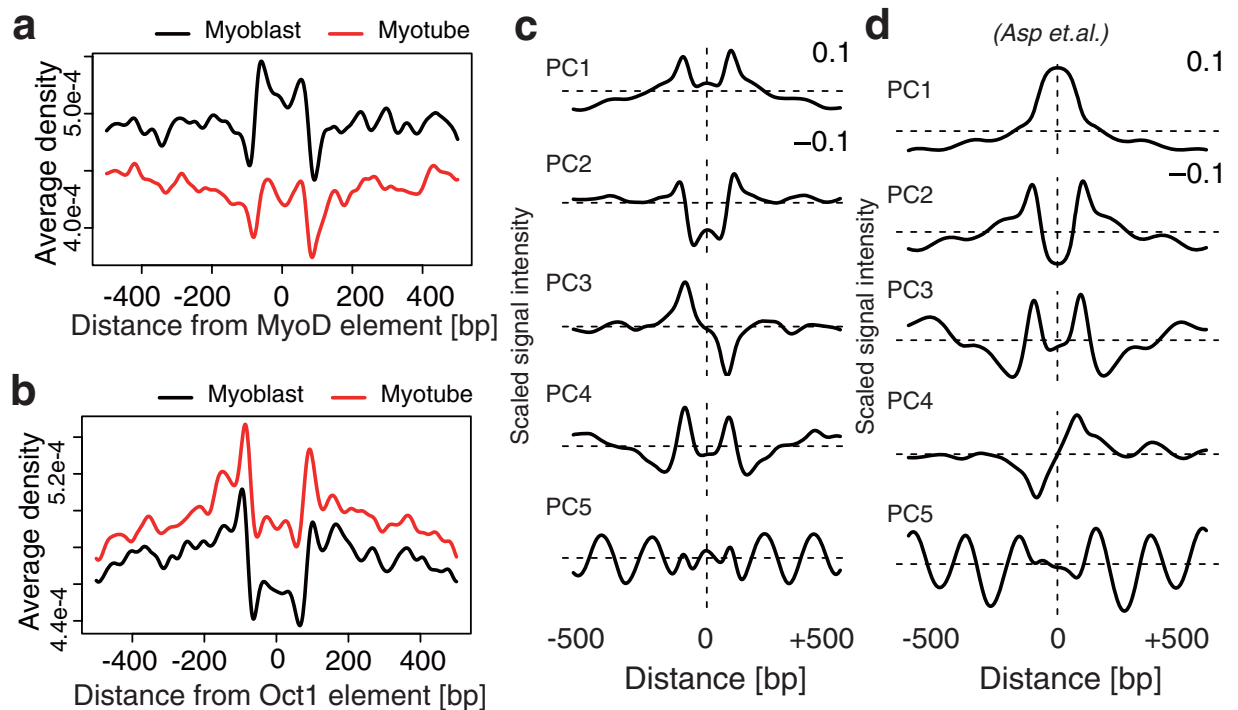 a
Myoblast Myotube
Average density
5.0e-4
4.0e-4
-400 -200 0 200 400
Distance from MyoD element [bp]
b
Myoblast Myotube
Average density
5.2e-4
4.4e-4
-400 -200 0 200 400
Distance from Oct1 element [bp]
c
Scaled signal intensity
PC1
0.1
−0.1
PC2
PC3
PC4
PC5
-500 0 +500
Distance [bp]
d
(Asp et.al.)
Scaled signal intensity
PC1
0.1
−0.1
PC2
PC3
PC4
PC5
-500 0 +500
Distance [bp]